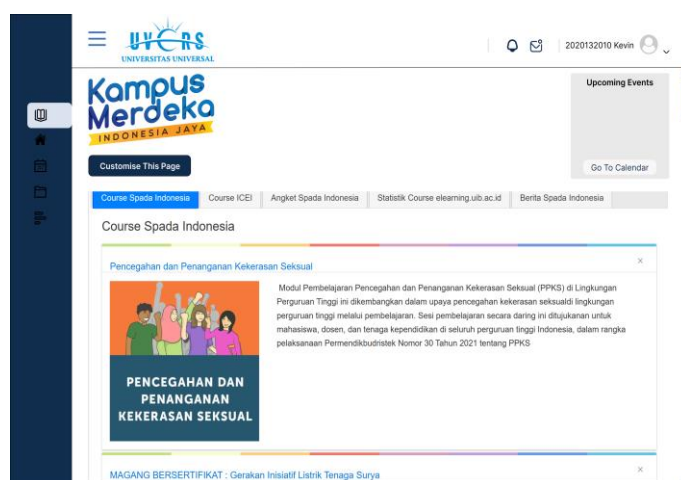 UVERS
UNIVERSITAS UNIVERSAL
2020132010 Kevin
Kampus
Merdeka
INDONESIA JAYA
Upcoming Events
Customise This Page
Go To Calendar
Course Spada Indonesia
Course ICEI
Angket Spada Indonesia
Statistik Course elearning.uib.ac.id
Berita Spada Indonesia
Course Spada Indonesia
Pencegahan dan Penanganan Kekerasan Seksual
Modul Pembelajaran Pencegahan dan Penanganan Kekerasan Seksual (PPKS) di Lingkungan
Perguruan Tinggi ini dikembangkan dalam upaya pencegahan kekerasan seksualdi lingkungan
perguruan tinggi melalui pembelajaran. Sesi pembelajaran secara daring ini ditujukanan untuk
mahasiswa, dosen, dan tenaga kependidikan di seluruh perguruan tinggi Indonesia, dalam rangka
pelaksanaan Permendikbudristek Nomor 30 Tahun 2021 tentang PPKS
PENCEGAHAN DAN
PENANGANAN
KEKERASAN SEKSUAL
MAGANG BERSERTIFIKAT : Gerakan Inisiatif Listrik Tenaga Surya